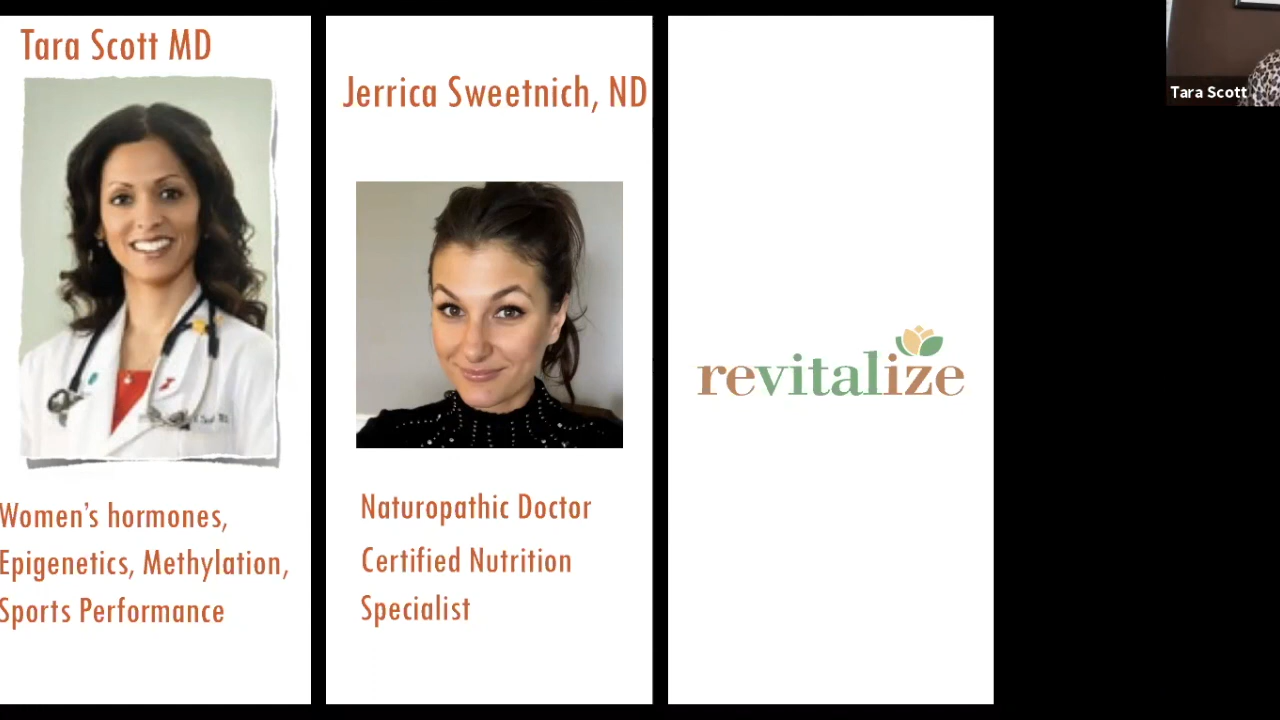 Tara Scott MD
Women's hormones,
Epigenetics, Methylation,
Sports Performance
Jerrica Sweetnich, ND
Naturopathic Doctor
Certified Nutrition
Specialist
revitalize
Tara Scott